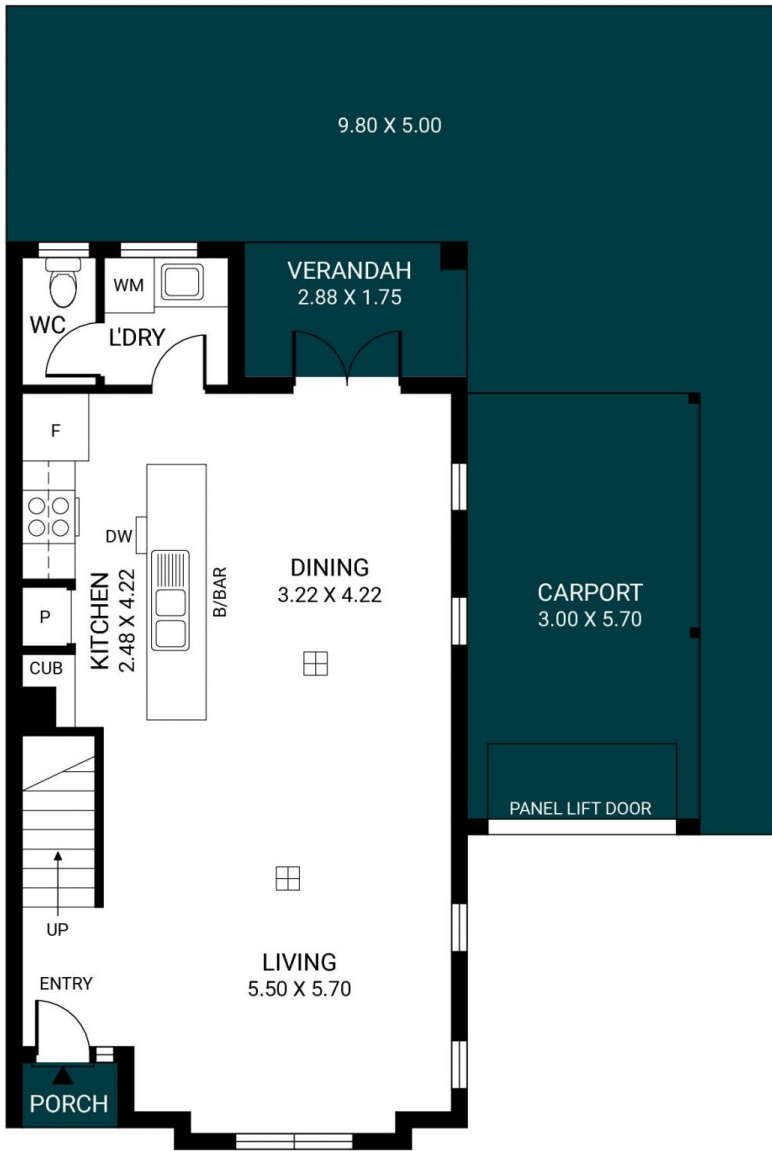 9.80 X 5.00
VERANDAH
2.88 X 1.75
WM
WC
L'DRY
F
DW
KITCHEN
2.48 X 4.22
B/BAR
DINING
3.22 X 4.22
CARPORT
3.00 X 5.70
P
CUB
PANEL LIFT DOOR
UP
ENTRY
LIVING
5.50 X 5.70
PORCH